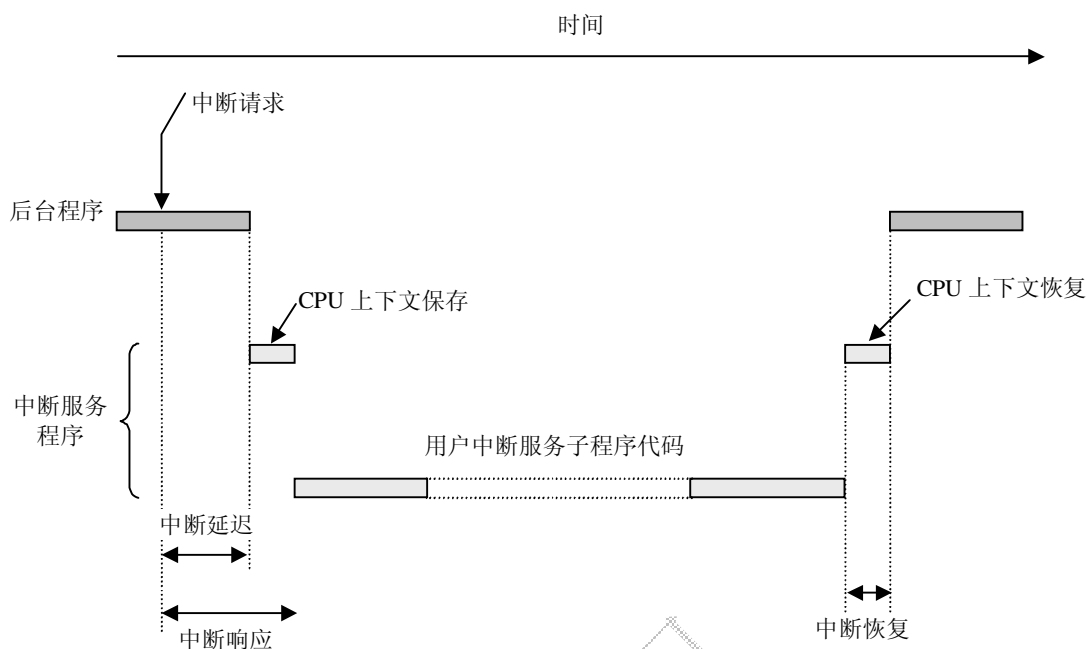 时间
中断请求
后台程序
CPU 上下文保存
CPU 上下文恢复
中断服务
程序
用户中断服务子程序代码
中断延迟
中断响应
中断恢复